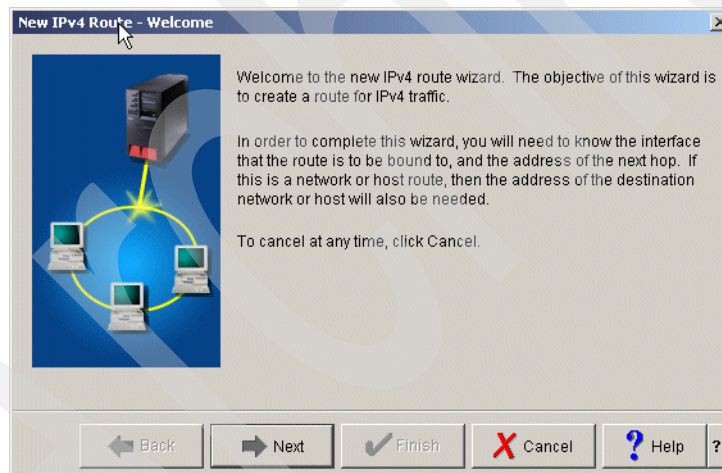 New IPv4 Route - Welcome
Welcome to the new IPv4 route wizard. The objective of this wizard is
to create a route for IPv4 traffic.
In order to complete this wizard, you will need to know the interface
that the route is to be bound to, and the address of the next hop. If
this is a network or host route, then the address of the destination
network or host will also be needed.
To cancel at any time, click Cancel.
Back
Next
Finish
Cancel
? Help
?